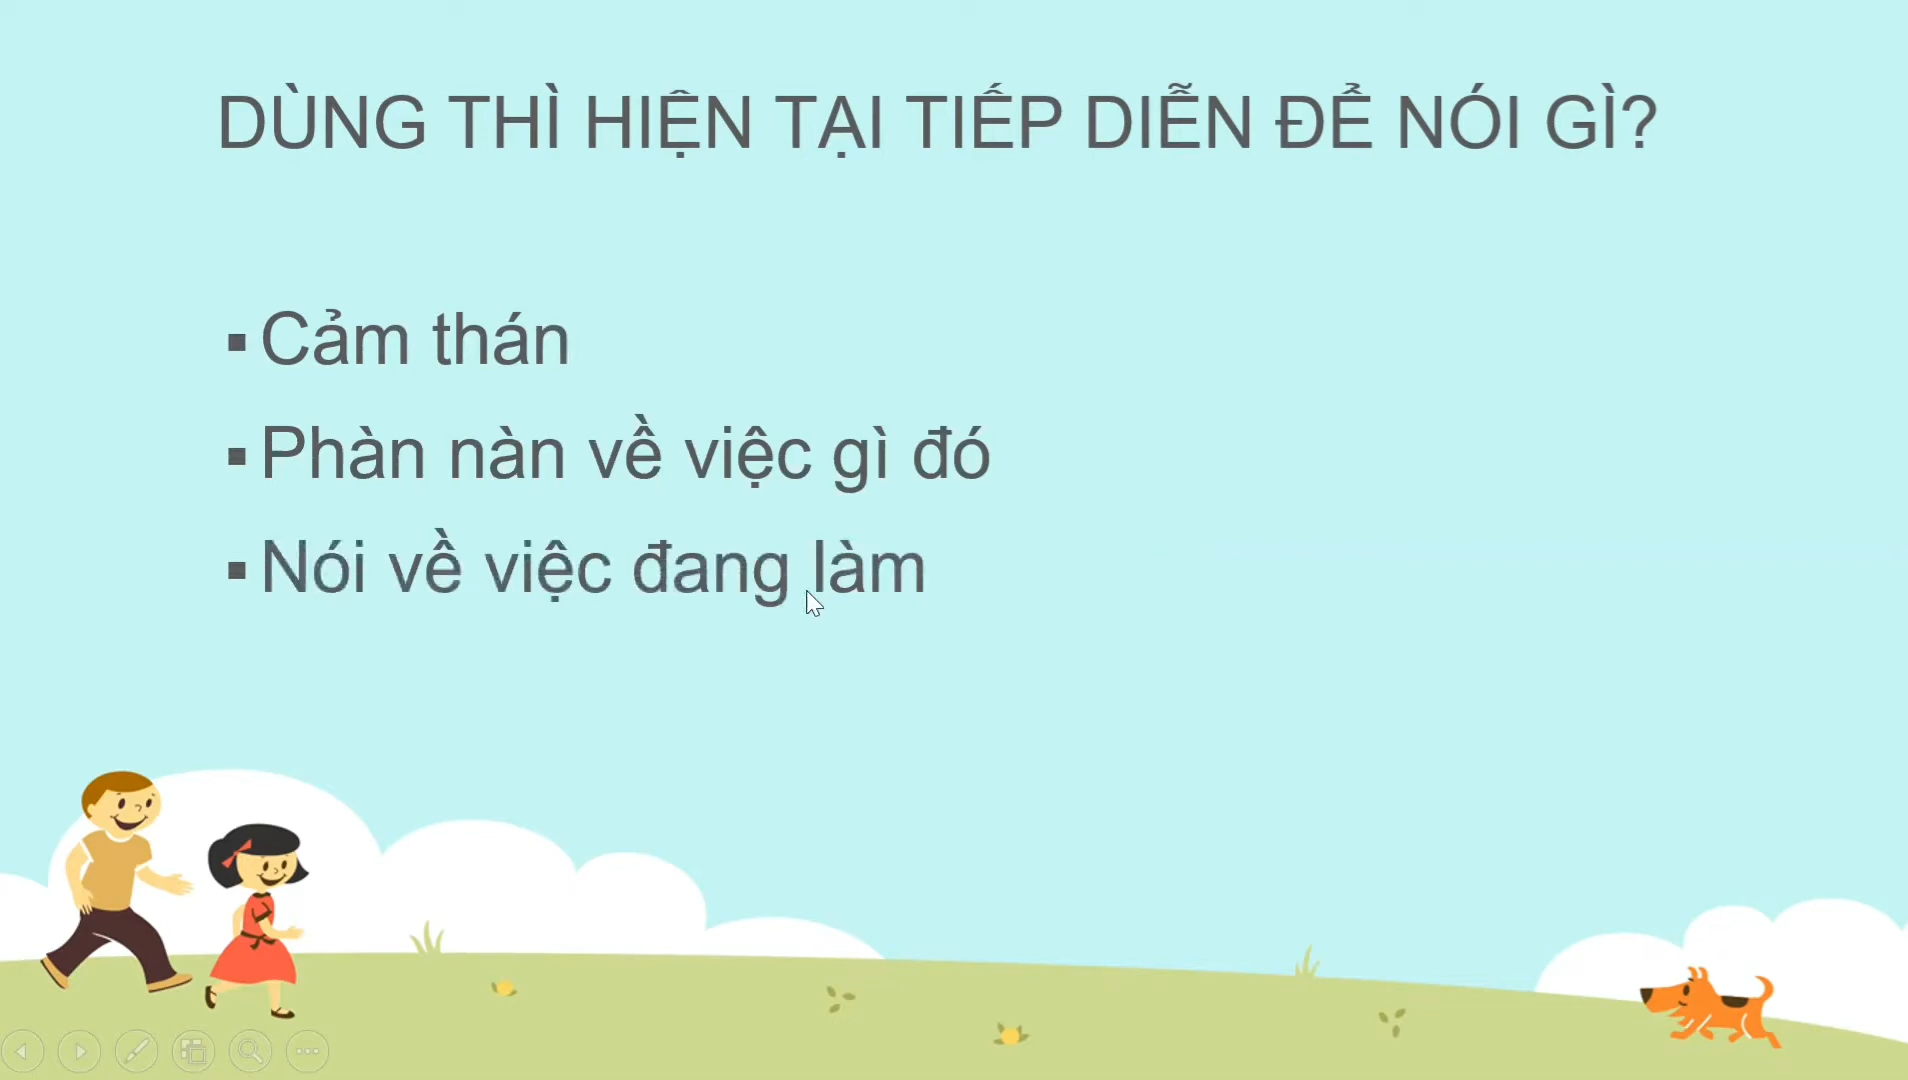 DÙNG THÌ HIỆN TẠI TIẾP DIỄN ĐỂ NÓI GÌ?
▪ Cảm thán
▪ Phàn nàn về việc gì đó
▪ Nói về việc đang làm